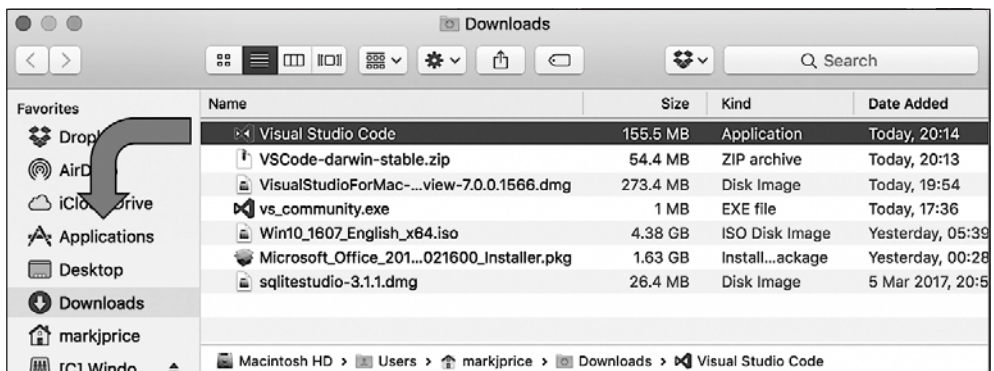 Downloads
Search
Favorites
Name Size Kind Date Added
Visual Studio Code 155.5 MB Application Today, 20:14
VSCode-darwin-stable.zip 54.4 MB ZIP archive Today, 20:13
AirD
VisualStudioForMac-...view-7.0.0.1566.dmg 273.4 MB Disk Image Today, 19:54
rive
vs_community.exe 1 MB EXE file Today, 17:36
Applications
Win10_1607_English_x64.iso 4.38 GB ISO Disk Image Yesterday, 05:39
Microsoft_Office_201...021600_Installer.pkg 1.63 GB Install...ackage Yesterday, 00:28
Desktop
sqlitestudio-3.1.1.dmg 26.4 MB Disk Image 5 Mar 2017, 20:5
Downloads
markjprice
[C] Windo
Macintosh HD > Users > markjprice > Downloads > Visual Studio Code